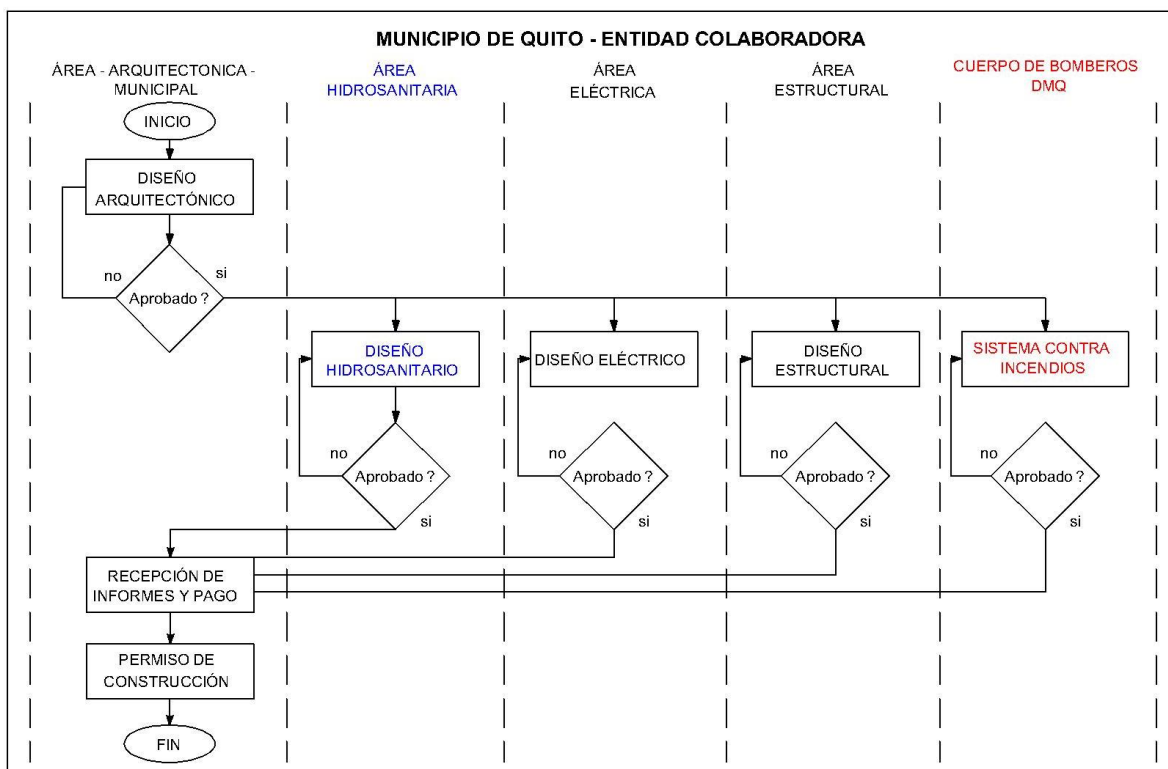 MUNICIPIO DE QUITO - ENTIDAD COLABORADORA
ÁREA - ARQUITECTONICA -
MUNICIPAL
ÁREA
HIDROSANITARIA
ÁREA
ELÉCTRICA
ÁREA
ESTRUCTURAL
CUERPO DE BOMBEROS
DMQ
INICIO
DISEÑO
ARQUITECTÓNICO
no
si
Aprobado ?
DISEÑO
HIDROSANITARIO
DISEÑO ELÉCTRICO
DISEÑO
ESTRUCTURAL
SISTEMA CONTRA
INCENDIOS
no
Aprobado ?
si
no
Aprobado ?
si
no
Aprobado ?
si
no
Aprobado ?
si
RECEPCIÓN DE
INFORMES Y PAGO
PERMISO DE
CONSTRUCCIÓN
FIN